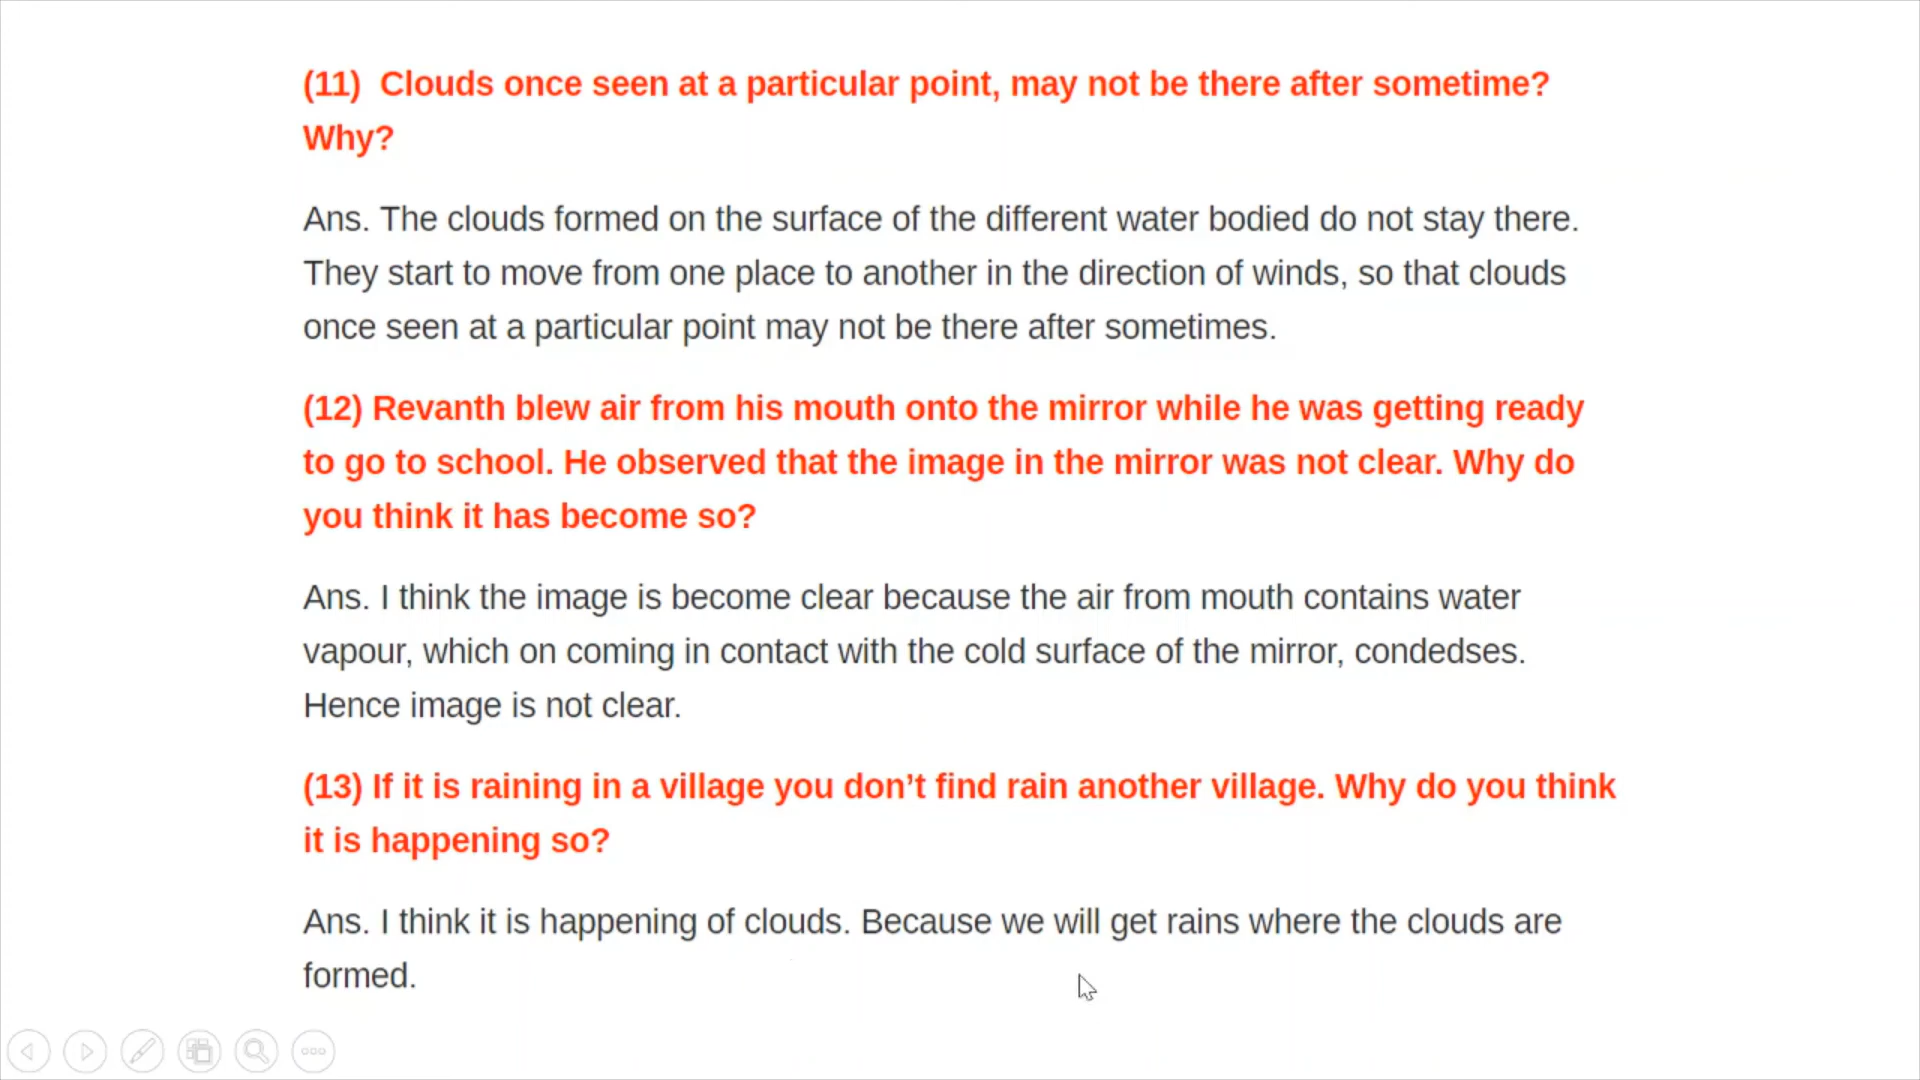 (11) Clouds once seen at a particular point, may not be there after sometime?
Why?
Ans. The clouds formed on the surface of the different water bodied do not stay there.
They start to move from one place to another in the direction of winds, so that clouds
once seen at a particular point may not be there after sometimes.
(12) Revanth blew air from his mouth onto the mirror while he was getting ready
to go to school. He observed that the image in the mirror was not clear. Why do
you think it has become so?
Ans. I think the image is become clear because the air from mouth contains water
vapour, which on coming in contact with the cold surface of the mirror, condedses.
Hence image is not clear.
(13) If it is raining in a village you don’t find rain another village. Why do you think
it is happening so?
Ans. I think it is happening of clouds. Because we will get rains where the clouds are
formed.